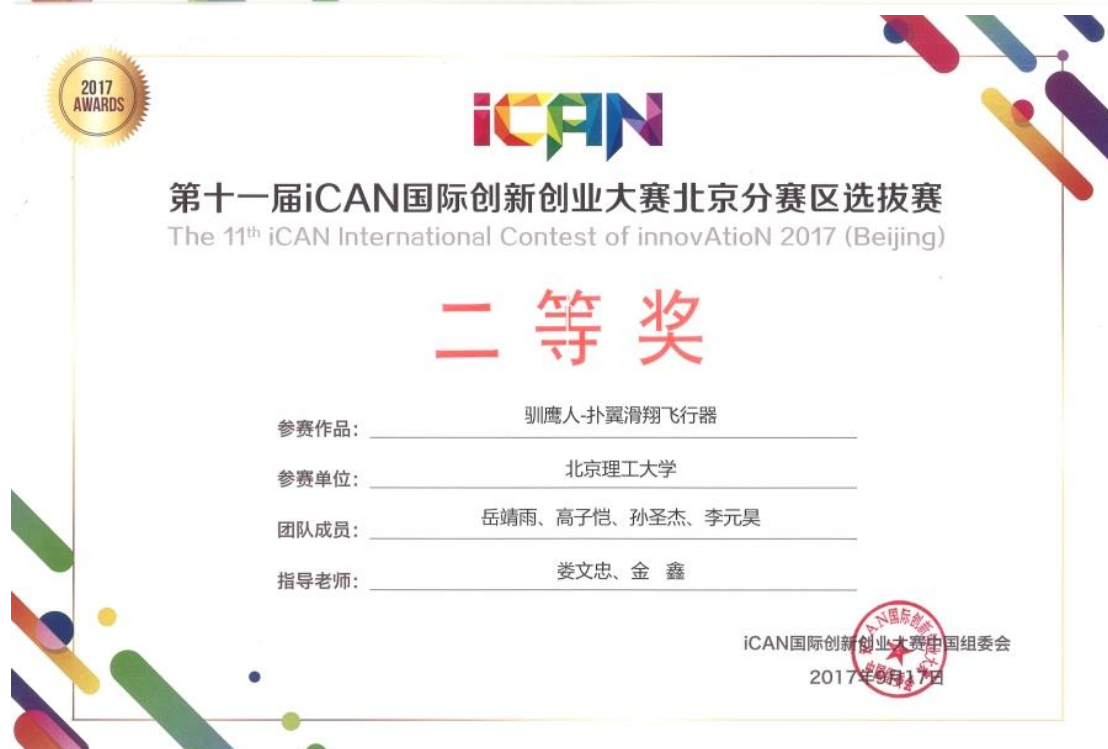 2017
AWARDS
iCAN
第十一届iCAN国际创新创业大赛北京分赛区选拔赛
The 11th iCAN International Contest of innovAtioN 2017 (Beijing)
二等奖
参赛作品: 驯鹰人-扑翼滑翔飞行器
参赛单位: 北京理工大学
团队成员: 岳靖雨、高子恺、孙圣杰、李元昊
指导老师: 娄文忠、金 鑫
iCAN国际创新创业大赛中国组委会
2017年9月17日